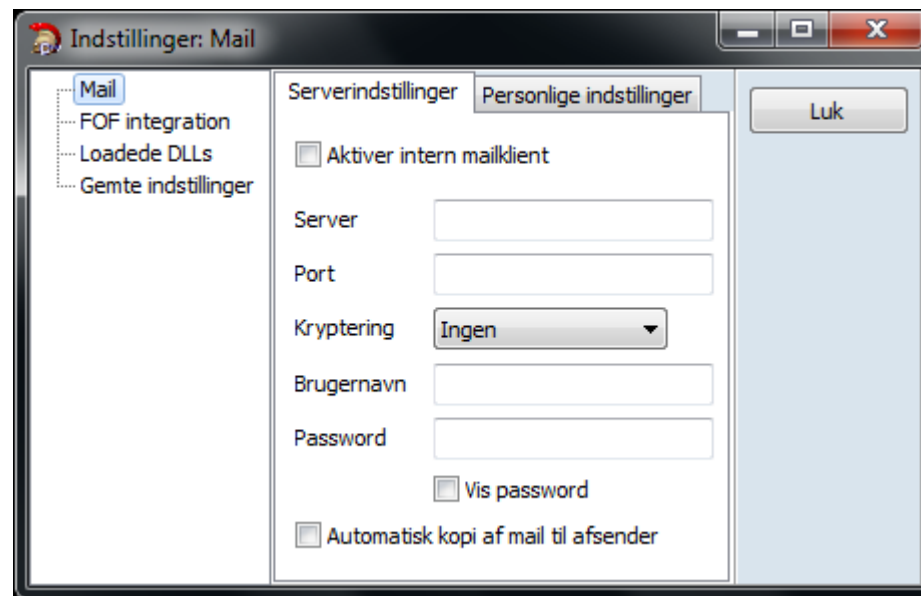 Indstillinger: Mail
Mail
FOF integration
Loadede DLLs
Gemte indstillinger
Serverindstillinger
Personlige indstillinger
Luk
Aktiver intern mailklient
Server
Port
Kryptering
Ingen
Brugernavn
Password
Vis password
Automatisk kopi af mail til afsender